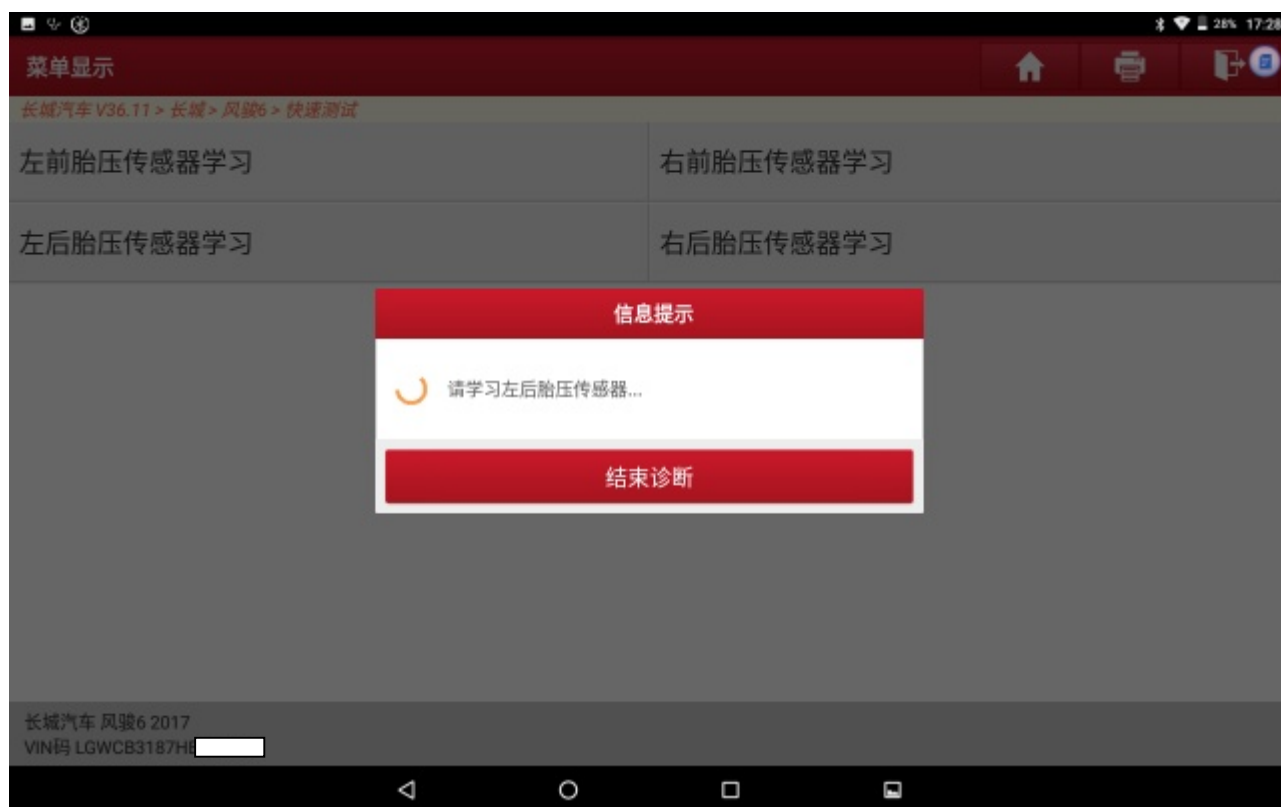 28% 17:28
菜单显示
长城汽车 V36.11 > 长城 > 风骏6 > 快速测试
左前胎压传感器学习
右前胎压传感器学习
左后胎压传感器学习
右后胎压传感器学习
信息提示
请学习左后胎压传感器...
结束诊断
长城汽车 风骏6 2017
VIN码 LGWCB3187HE